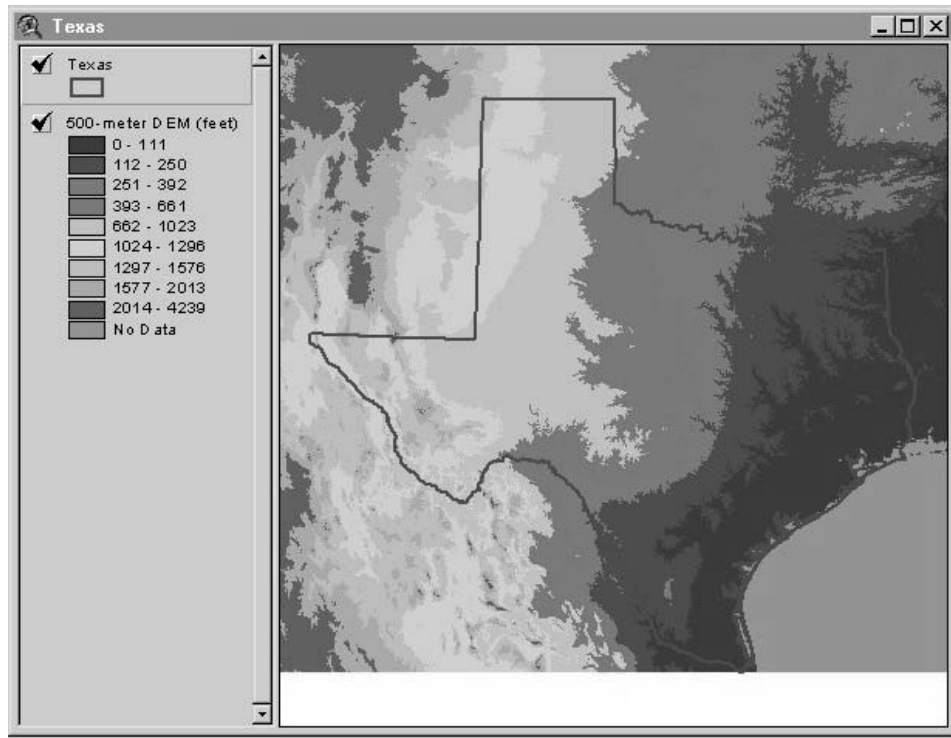 Texas
Texas
500-meter DEM (feet)
0 - 111
112 - 250
251 - 392
393 - 661
662 - 1023
1024 - 1296
1297 - 1576
1577 - 2013
2014 - 4239
No Data